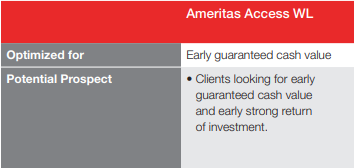 Ameritas Access WL
Optimized for
Early guaranteed cash value
Potential Prospect
• Clients looking for early
guaranteed cash value
and early strong return
of investment.